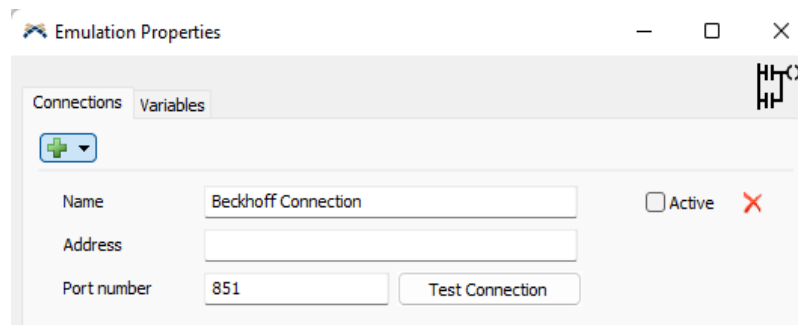 Emulation Properties
Connections Variables
Name Beckhoff Connection Active
Address
Port number 851 Test Connection